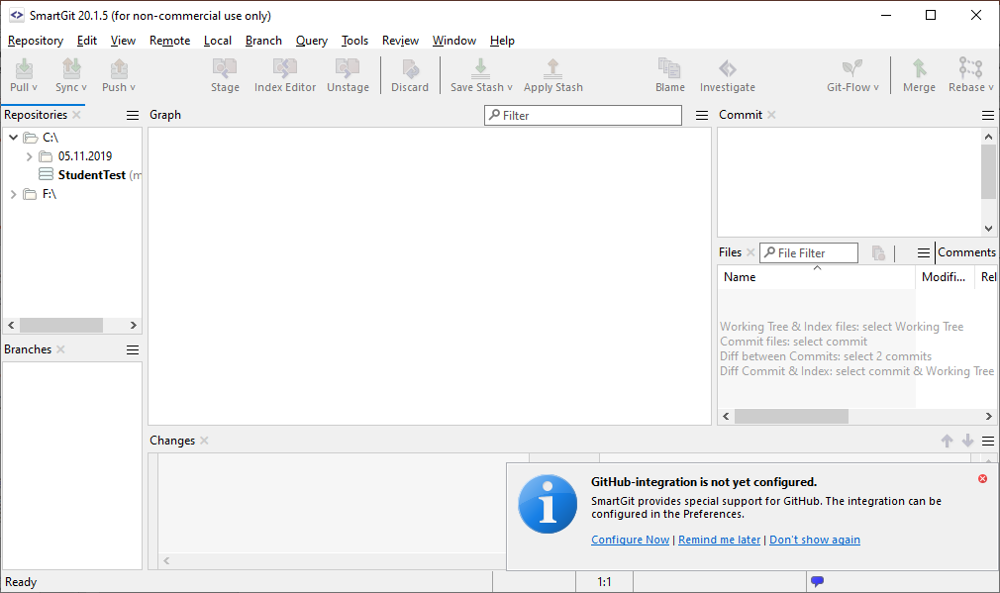 SmartGit 20.1.5 (for non-commercial use only)
Repository Edit View Remote Local Branch Query Tools Review Window Help
Pull Sync Push Stage Index Editor Unstage Discard Save Stash Apply Stash Blame Investigate Git-Flow Merge Rebase
Repositories
C:\
05.11.2019
StudentTest (m
F:\
Branches
Graph
Filter
Commit
Files
File Filter
Comments
Name Modifi... Rel
Working Tree & Index files: select Working Tree
Commit files: select commit
Diff between Commits: select 2 commits
Diff Commit & Index: select commit & Working Tree
Changes
GitHub-integration is not yet configured.
SmartGit provides special support for GitHub. The integration can be
configured in the Preferences.
Configure Now | Remind me later | Don't show again
Ready
1:1